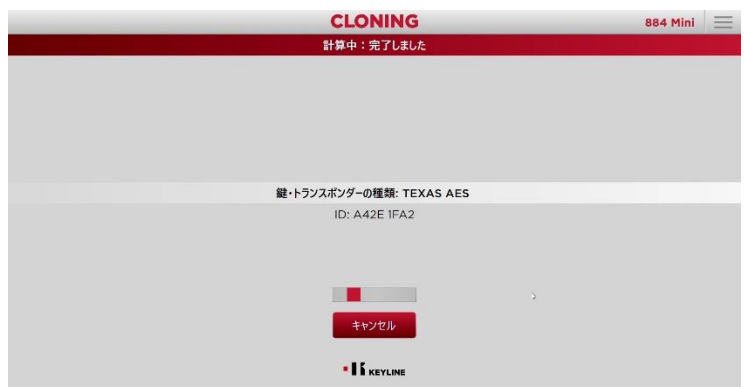 CLONING
884 Mini
計算中：完了しました
鍵・トランスポンダーの種類: TEXAS AES
ID: A42E 1FA2
キャンセル
KEYLINE